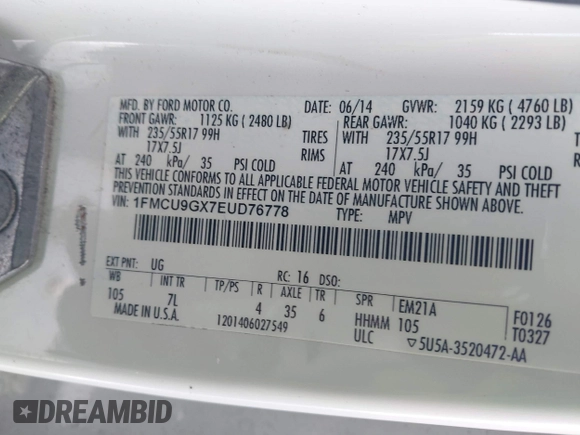 MFD. BY FORD MOTOR CO. DATE: 06/14 GVWR: 2159 KG ( 4760 LB)
FRONT GAWR: 1125 KG ( 2480 LB) REAR GAWR: 1040 KG ( 2293 LB)
WITH 235/55R17 99H TIRES WITH 235/55R17 99H
17X7.5J RIMS 17X7.5J
AT 240 kPa/ 35 PSI COLD AT 240 kPa/ 35 PSI COLD
THIS VEHICLE CONFORMS TO ALL APPLICABLE FEDERAL MOTOR VEHICLE SAFETY AND THEFT
PREVENTION STANDARDS IN EFFECT ON THE DATE OF MANUFACTURE SHOWN ABOVE.
VIN: 1FMCU9GX7EUD76778 TYPE: MPV
EXT PNT: UG RC: 16 DSO:
WB INT TR TP/PS R AXLE TR SPR EM21A F0126
105 7L 4 35 6 HHMM 105 T0327
MADE IN U.S.A. 1201406027549 ULC ▽5U5A-3520472-AA
DREAMBID